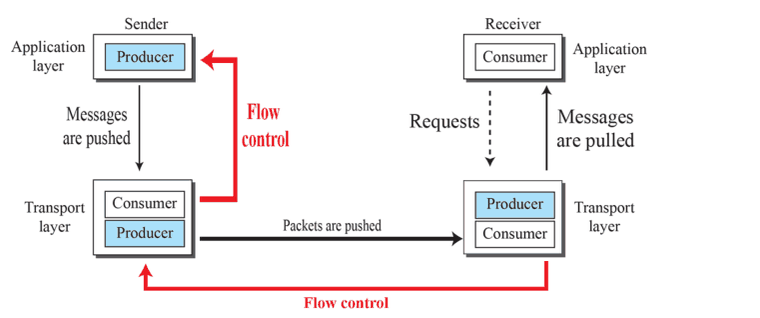 Sender
Receiver
Application
layer
Producer
Consumer
Application
layer
Messages
are pushed
Flow
control
Requests
Messages
are pulled
Transport
layer
Consumer
Producer
Packets are pushed
Producer
Consumer
Transport
layer
Flow control